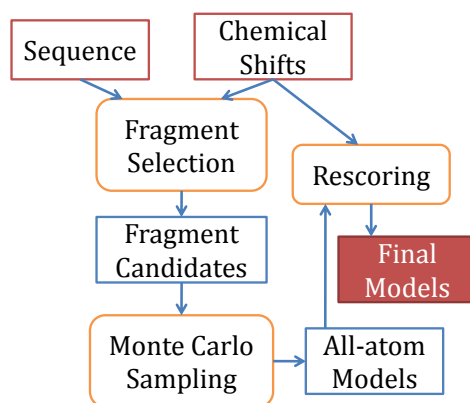 Sequence
Chemical
Shifts
Fragment
Selection
Rescoring
Fragment
Candidates
Final
Models
Monte Carlo
Sampling
All-atom
Models